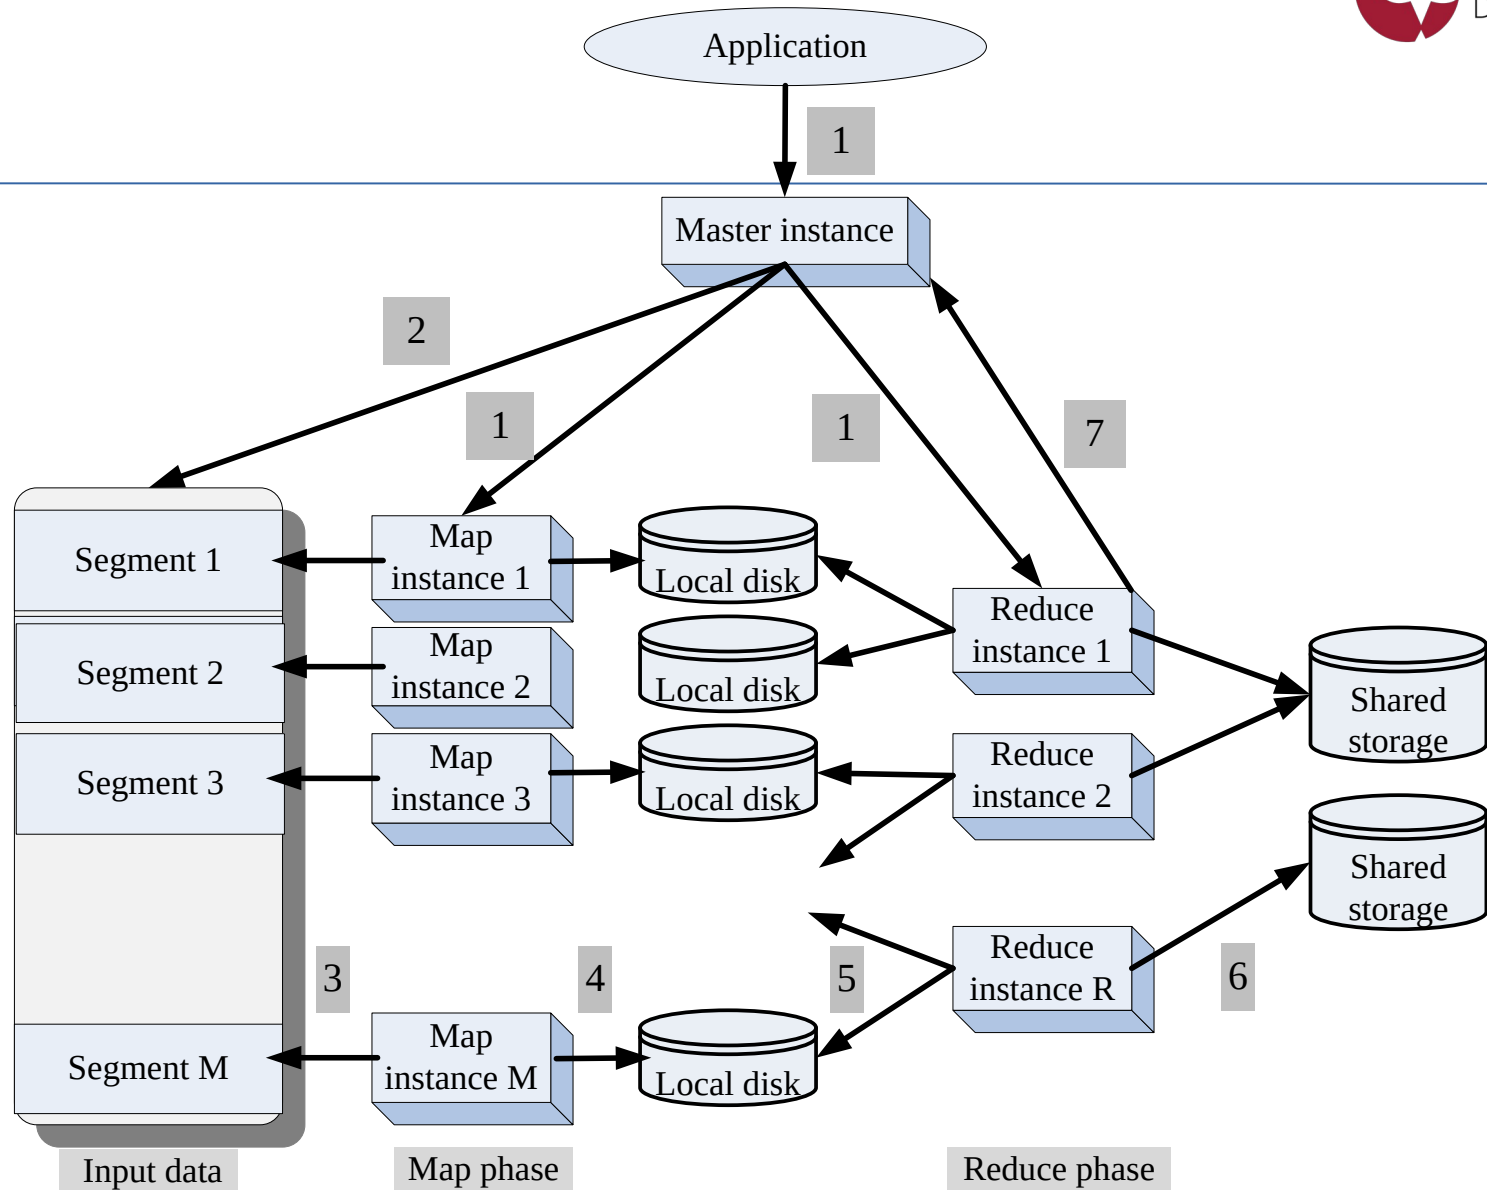 Application
1
Master instance
2
1
1
7
Segment 1
Map
instance 1
Local disk
Reduce
instance 1
Segment 2
Map
instance 2
Local disk
Shared
storage
Segment 3
Map
instance 3
Local disk
Reduce
instance 2
Shared
storage
3
4
5
Reduce
instance R
6
Segment M
Map
instance M
Local disk
Input data
Map phase
Reduce phase